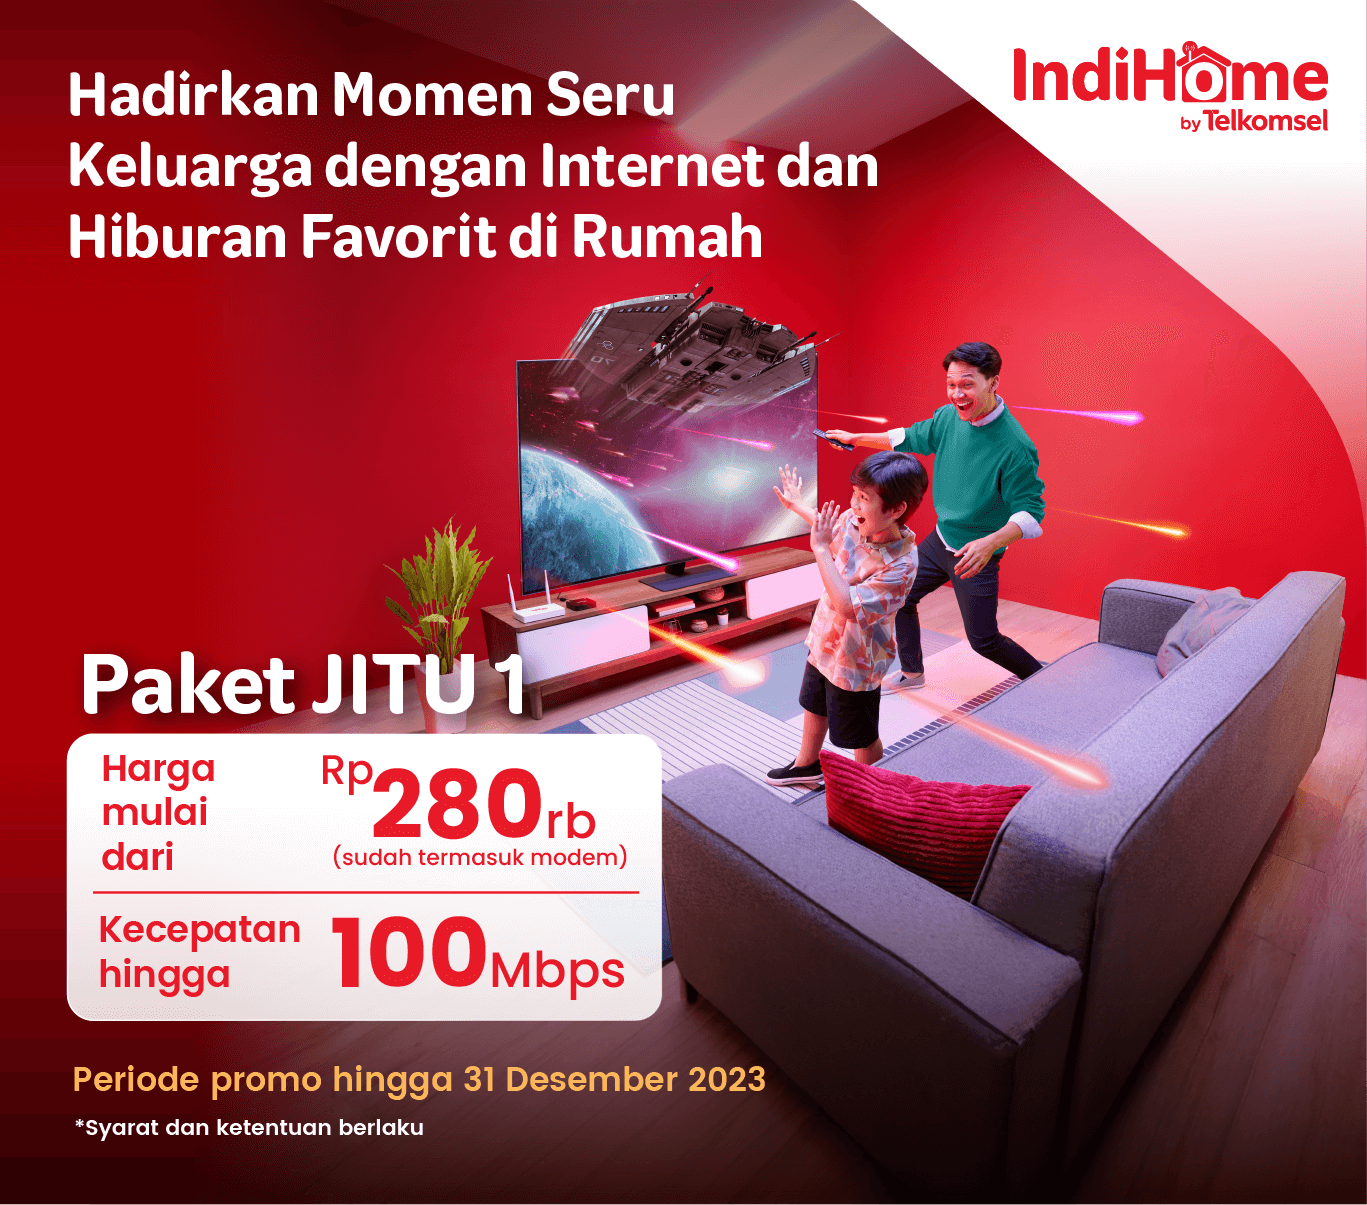 Hadirkan Momen Seru
Keluarga dengan Internet dan
Hiburan Favorit di Rumah
IndiHome
by Telkomsel
Paket JITU 1
Harga
mulai
dari
Rp280rb
(sudah termasuk modem)
Kecepatan
hingga
100Mbps
Periode promo hingga 31 Desember 2023
*Syarat dan ketentuan berlaku